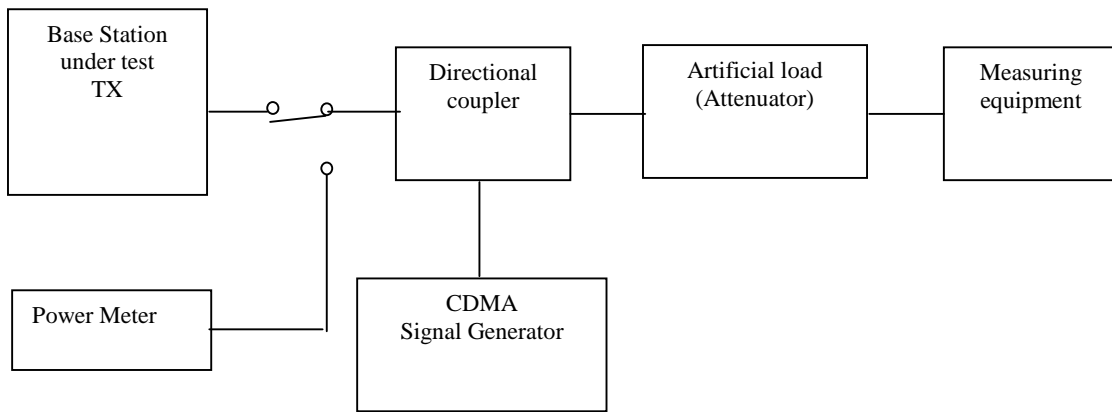 Base Station
under test
TX
Directional
coupler
Artificial load
(Attenuator)
Measuring
equipment
Power Meter
CDMA
Signal Generator